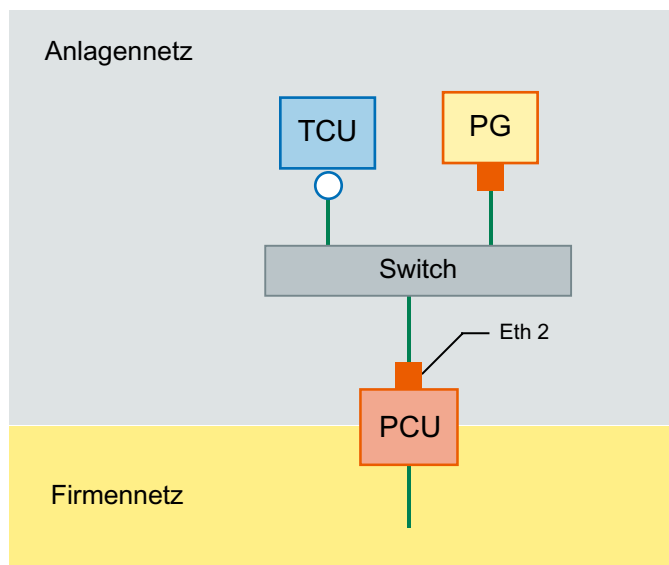 Anlagennetz
TCU
PG
Switch
Eth 2
PCU
Firmennetz